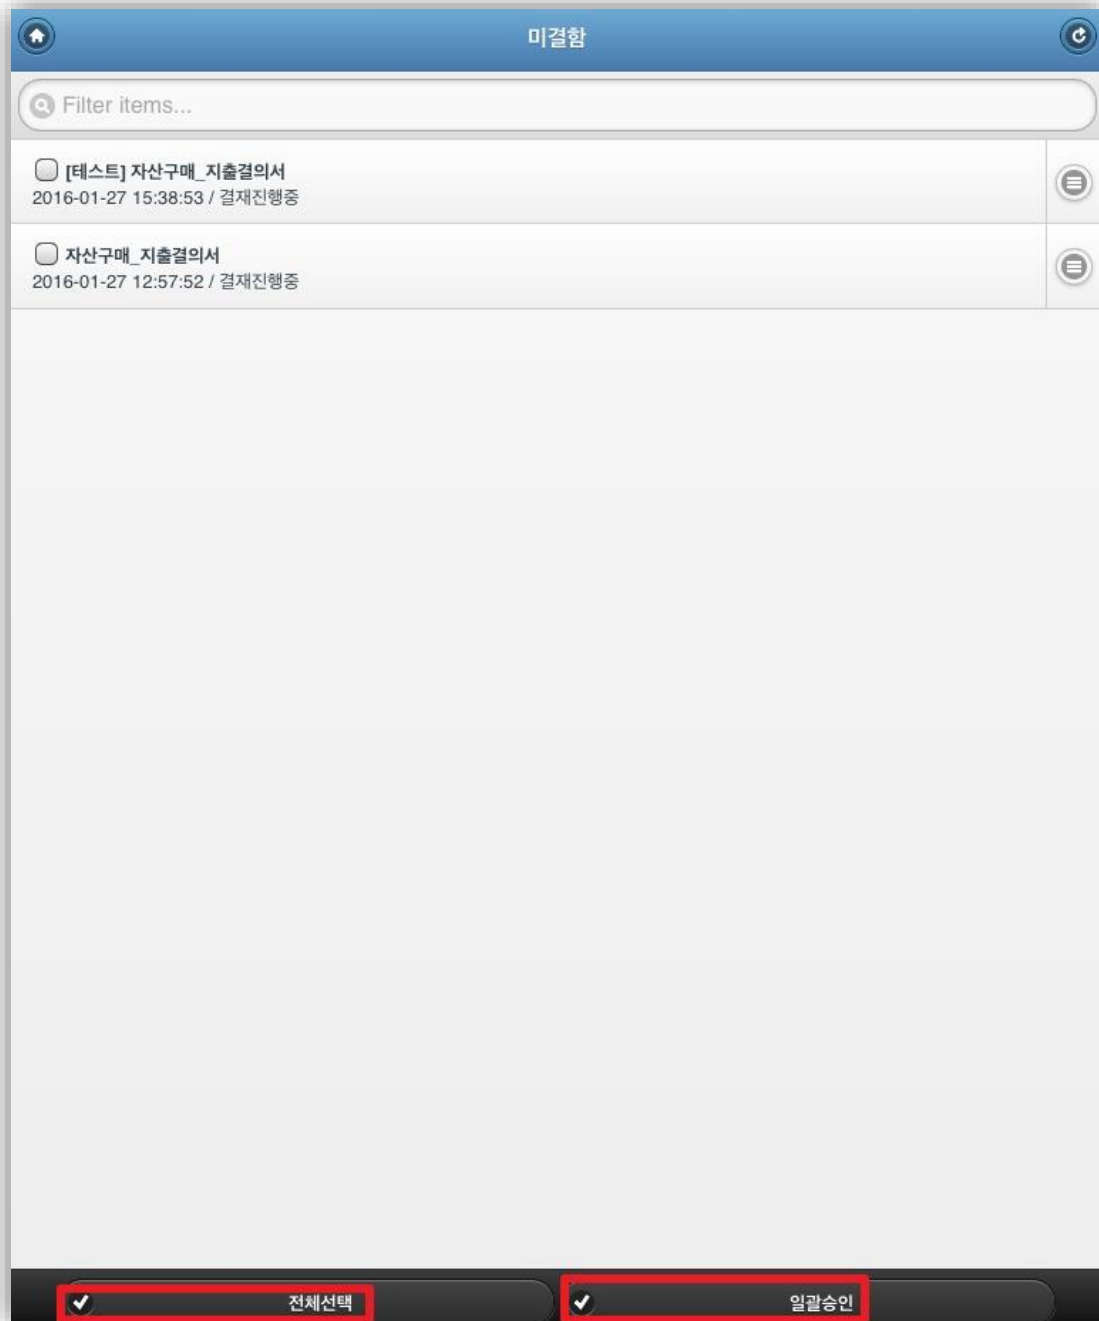 미결함
Filter items...
[테스트] 자산구매_지출결의서
2016-01-27 15:38:53 / 결재진행중
자산구매_지출결의서
2016-01-27 12:57:52 / 결재진행중
전체선택
일괄승인